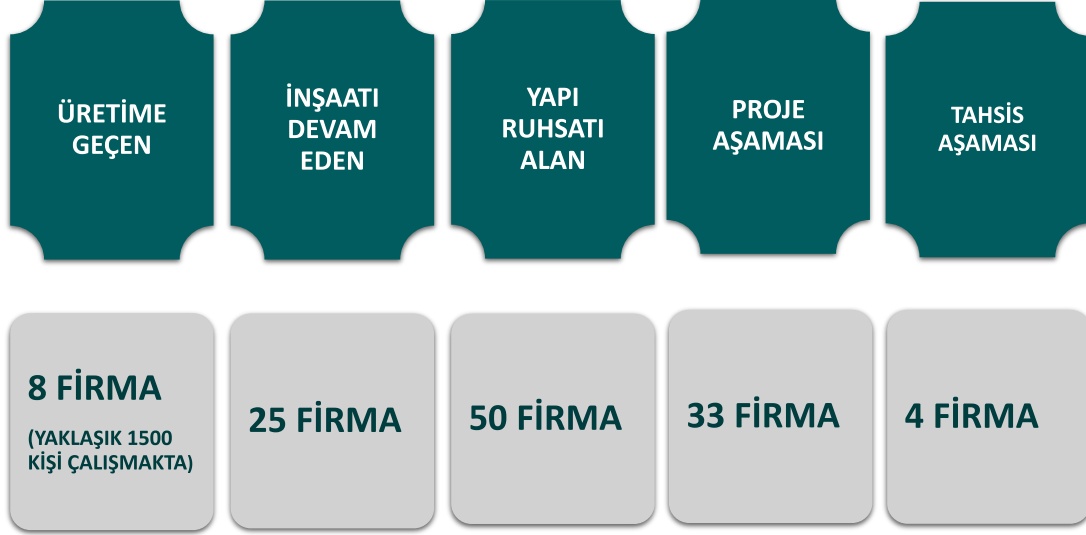 ÜRETİME
GEÇEN
İNŞAATI
DEVAM
EDEN
YAPI
RUHSATI
ALAN
PROJE
AŞAMASI
TAHSİS
AŞAMASI
8 FİRMA
(YAKLAŞIK 1500
KİŞİ ÇALIŞMAKTA)
25 FİRMA
50 FİRMA
33 FİRMA
4 FİRMA